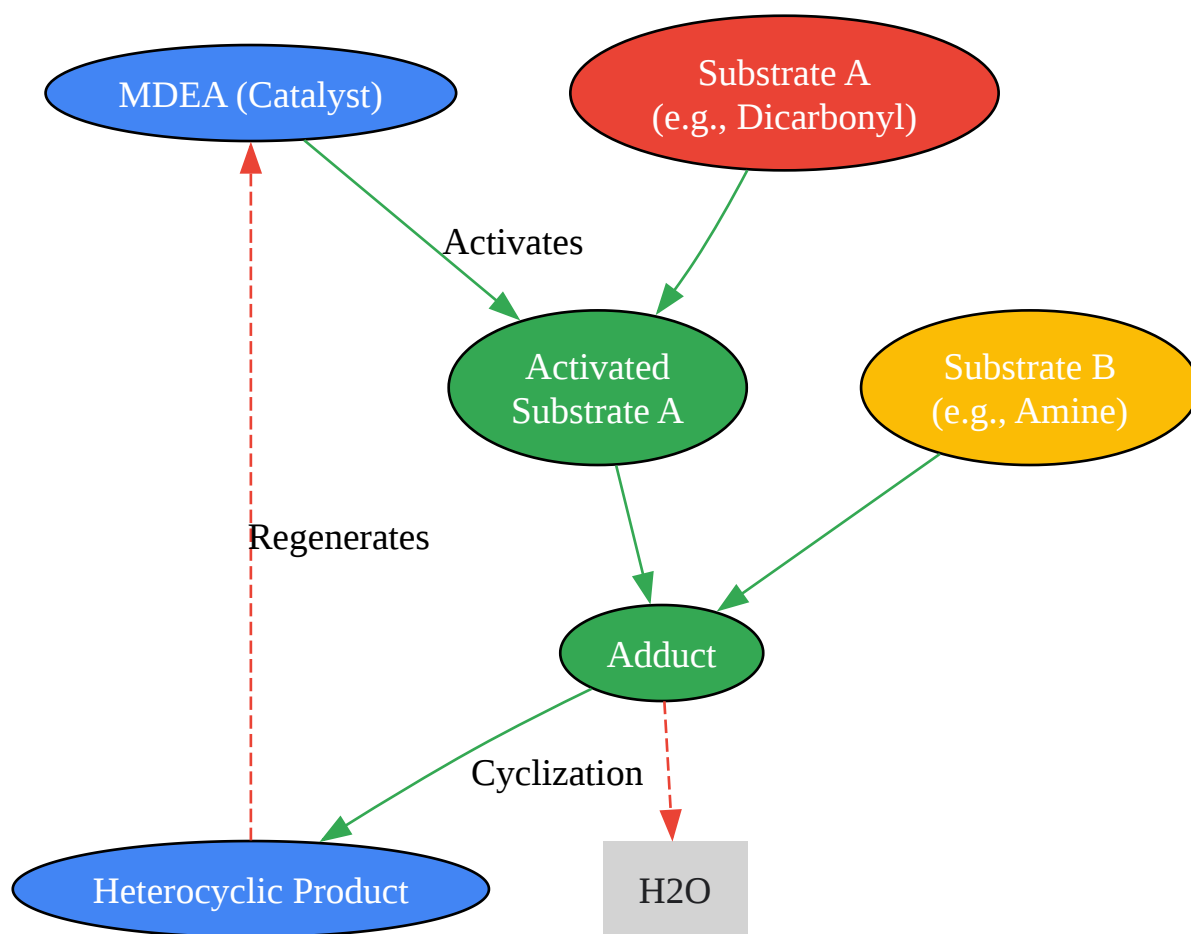 MDEA (Catalyst)
Substrate A
(e.g., Dicarbonyl)
Activates
Activated
Substrate A
Substrate B
(e.g., Amine)
Regenerates
Adduct
Cyclization
Heterocyclic Product
H2O